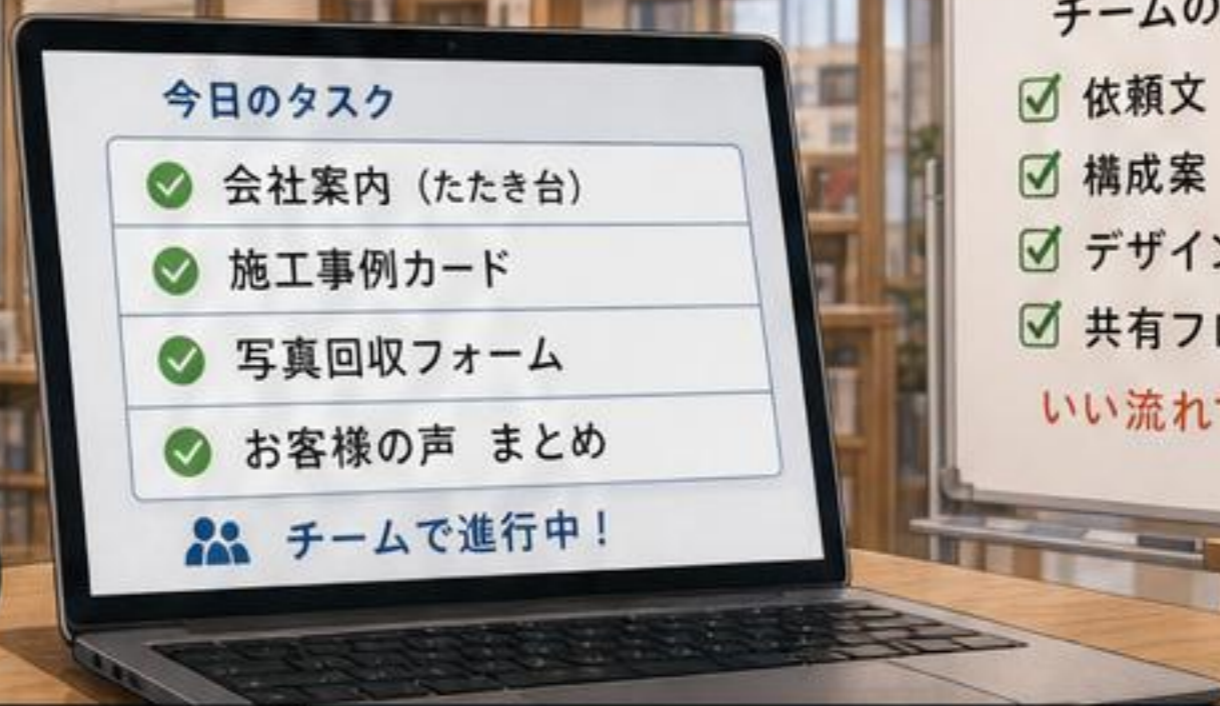 今日のタスク
会社案内（たたき台）
施工事例カード
写真回収フォーム
お客様の声 まとめ
チームで進行中！
チームの
依頼文
構成案
デザイン
共有フロ
いい流れ